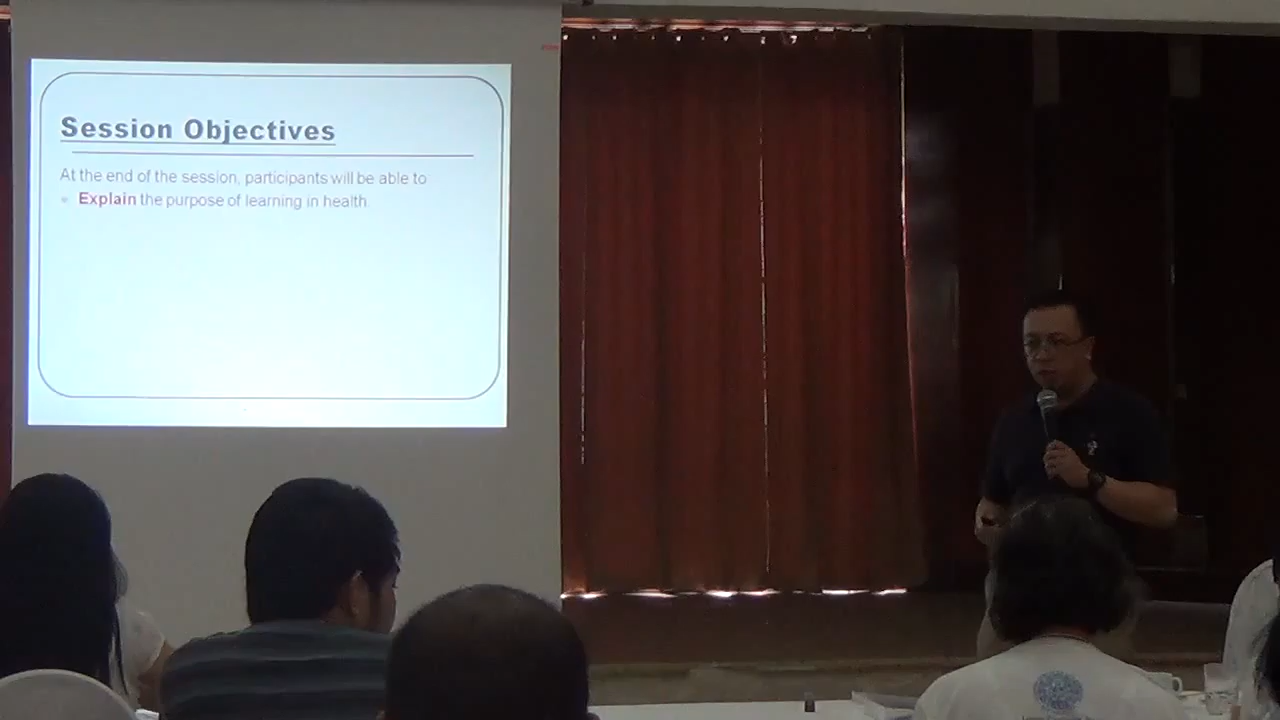 Session Objectives
At the end of the session, participants will be able to
Explain the purpose of learning in health.